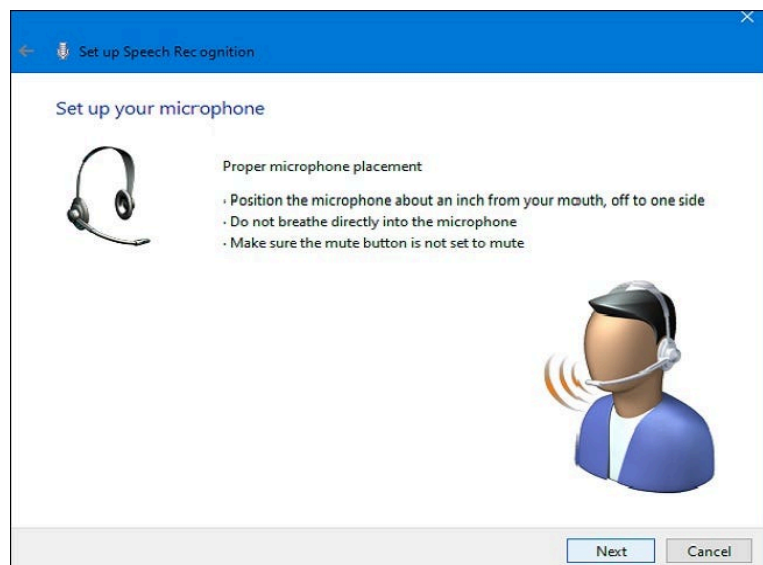 Set up Speech Recognition
Set up your microphone
Proper microphone placement
· Position the microphone about an inch from your mouth, off to one side
· Do not breathe directly into the microphone
· Make sure the mute button is not set to mute
Next Cancel